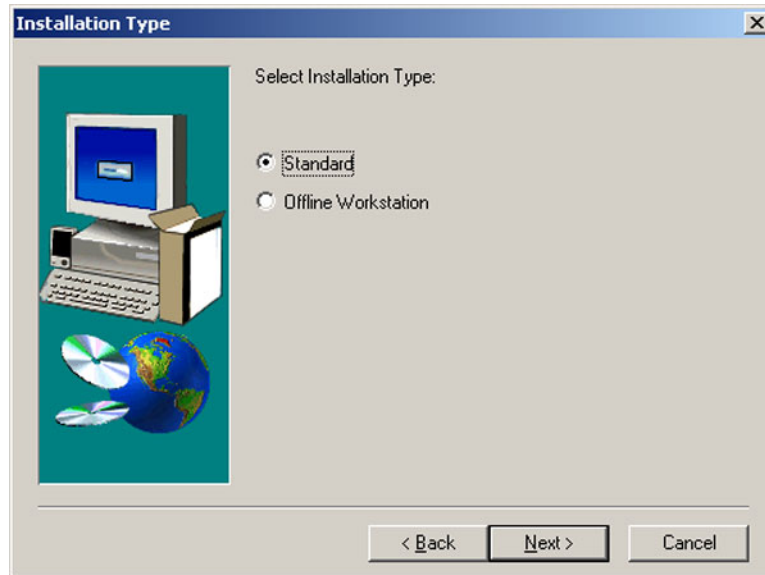 Installation Type
Select Installation Type:
Standard
Offline Workstation
< Back
Next >
Cancel